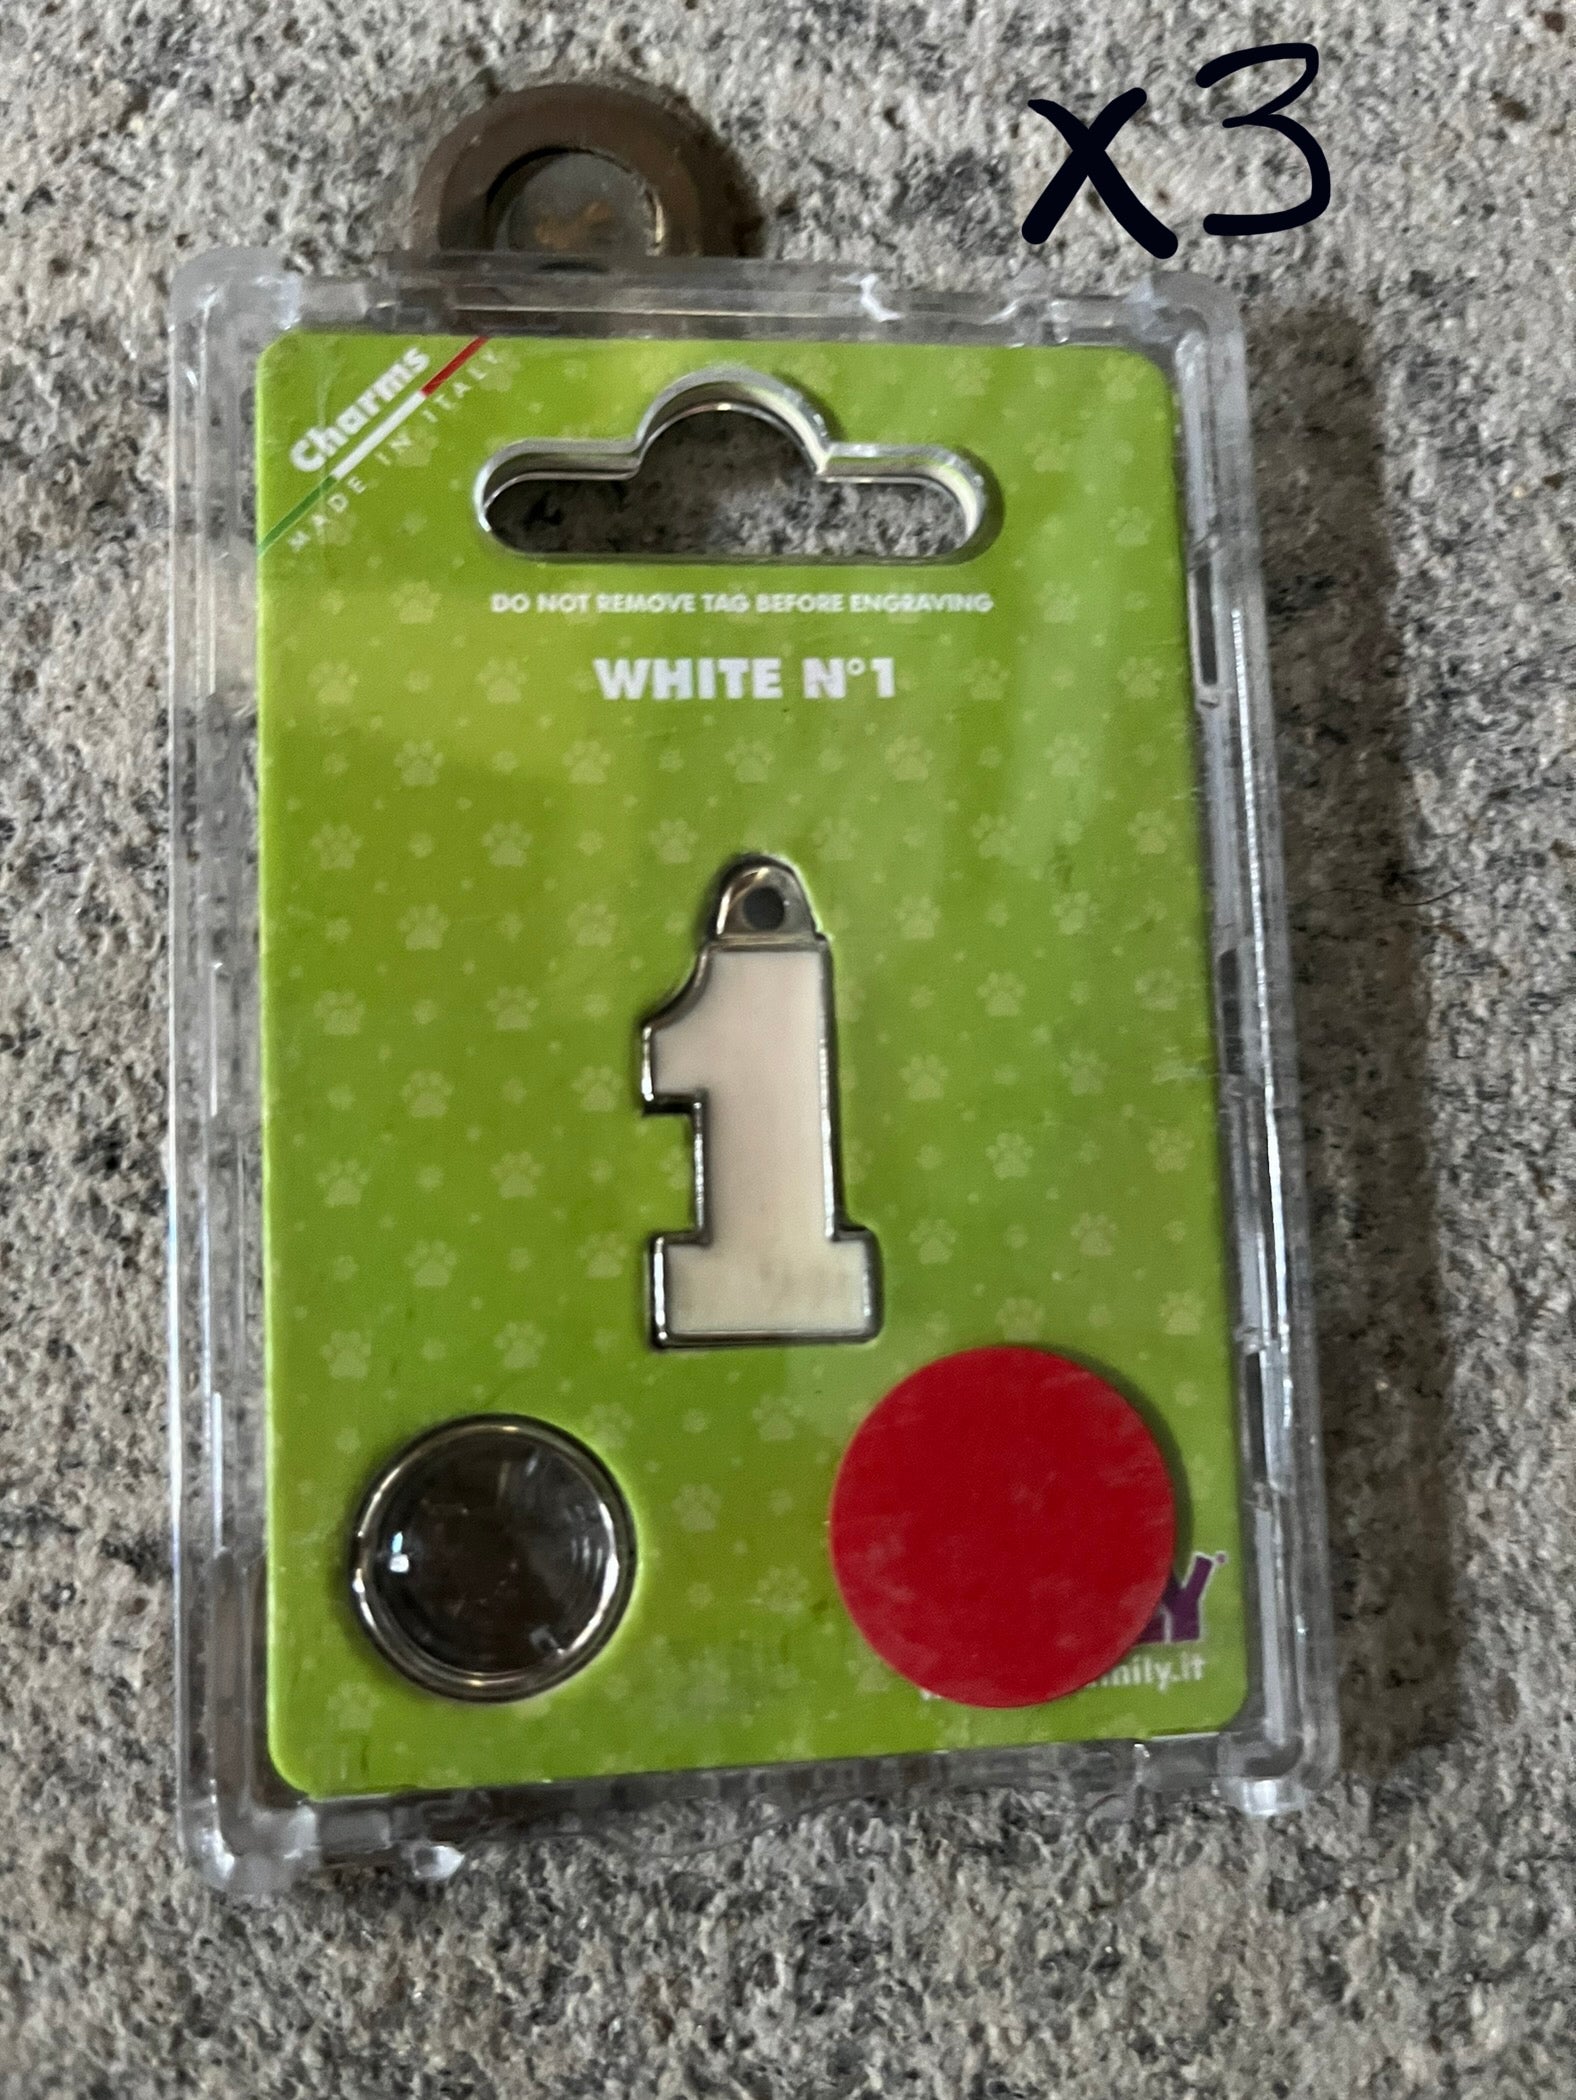 x3
Charms
MADE IN ITALY
DO NOT REMOVE TAG BEFORE ENGRAVING
WHITE N°1
1